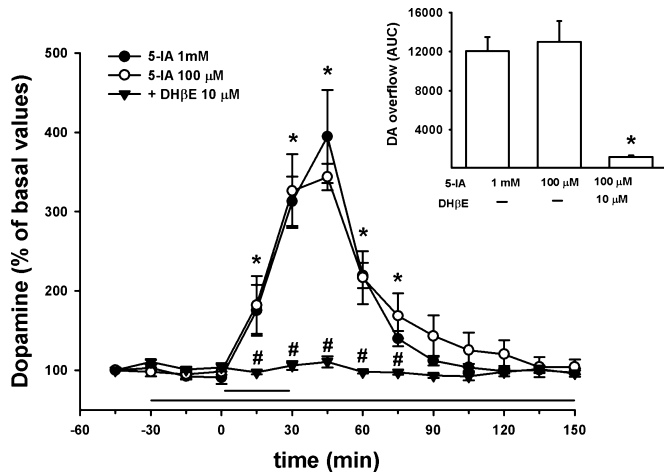 5-IA 1mM
5-IA 100 μM
+ DHβE 10 μM
Dopamine (% of basal values)
500
400
300
200
100
* * * * *
# # # # #
-60 -30 0 30 60 90 120 150
time (min)
DA overflow (AUC)
16000
12000
8000
4000
*
5-IA 1 mM 100 μM 100 μM
DHβE – – 10 μM